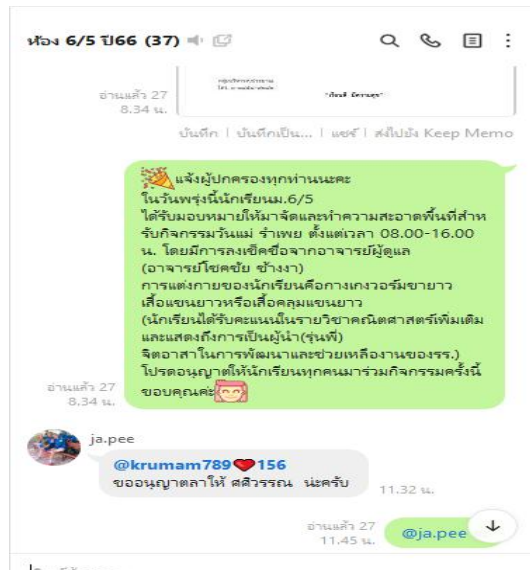 ห้อง 6/5 ปี66 (37)
อ่านแล้ว 27
8.34 น.
"เรียนดี มีความสุข"
บันทึก | บันทึกเป็น... | แชร์ | ส่งไปยัง Keep Memo
แจ้งผู้ปกครองทุกท่านนะคะ
ในวันพรุ่งนี้นักเรียนม.6/5
ได้รับมอบหมายให้มาจัดและทำความสะอาดพื้นที่สำห
รับกิจกรรมวันแม่ รำเพย ตั้งแต่เวลา 08.00-16.00
น. โดยมีการลงเช็คชื่อจากอาจารย์ผู้ดูแล
(อาจารย์โชคชัย ช้างงา)
การแต่งกายของนักเรียนคือกางเกงวอร์มขายาว
เสื้อแขนยาวหรือเสื้อคลุมแขนยาว
(นักเรียนได้รับคะแนนในรายวิชาคณิตศาสตร์เพิ่มเติม
และแสดงถึงการเป็นผู้นำ(รุ่นพี่)
จิตอาสาในการพัฒนาและช่วยเหลืองานของรร.)
โปรดอนุญาตให้นักเรียนทุกคนมาร่วมกิจกรรมครั้งนี้
ขอบคุณค่ะ
อ่านแล้ว 27
8.34 น.
ja.pee
@krumam789❤156
ขออนุญาตลาให้ ศศิวรรณ น่ะครับ
11.32 น.
อ่านแล้ว 27
11.45 น.
@ja.pee